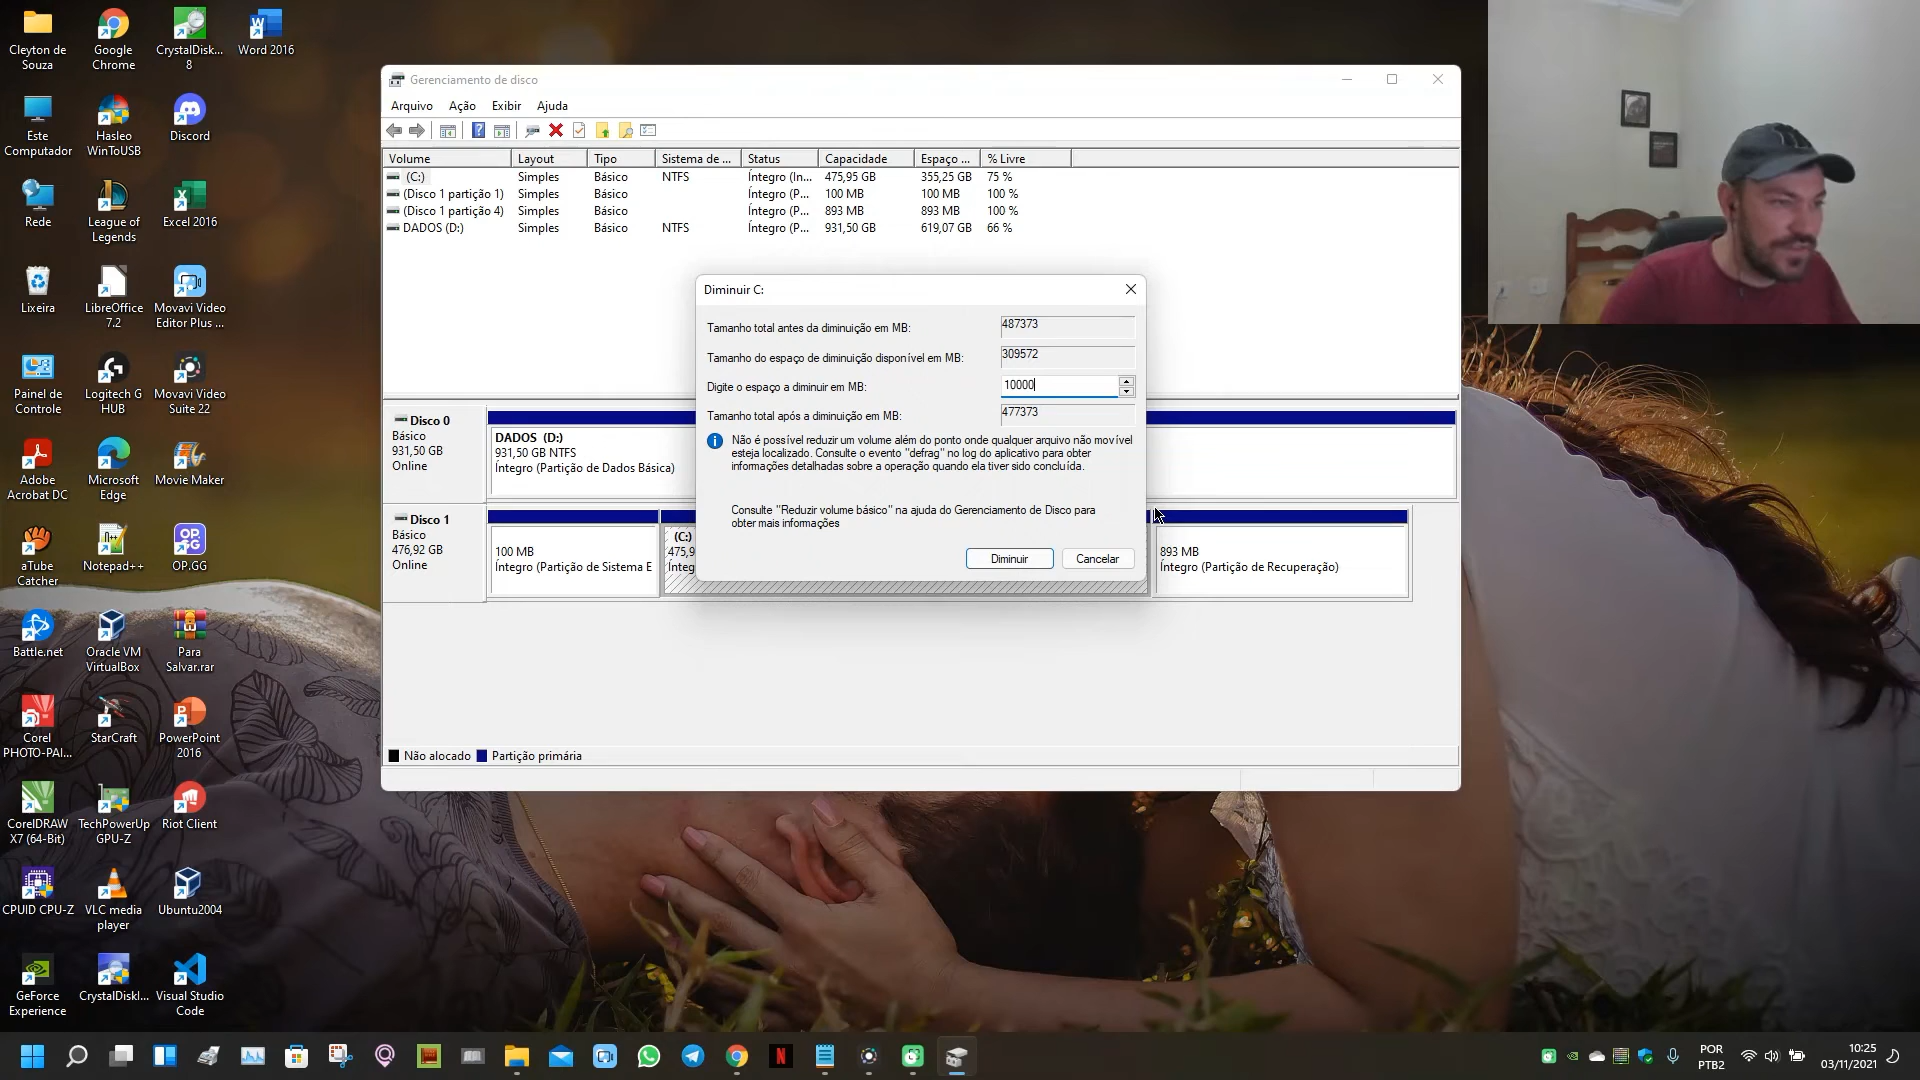 Cleyton de
Souza
Google
Chrome
CrystalDisk...
8
Word 2016
Este
Computador
Hasleo
WinToUSB
Discord
Rede
League of
Legends
Excel 2016
Lixeira
LibreOffice
7.2
Movavi Video
Editor Plus ...
Painel de
Controle
Logitech G
HUB
Movavi Video
Suite 22
Adobe
Acrobat DC
Microsoft
Edge
Movie Maker
aTube
Catcher
Notepad++
OP.GG
Battle.net
Oracle VM
VirtualBox
Para
Salvar.rar
Corel
PHOTO-PAI...
StarCraft
PowerPoint
2016
CorelDRAW
X7 (64-Bit)
TechPowerUp
GPU-Z
Riot Client
CPUID CPU-Z
VLC media
player
Ubuntu2004
GeForce
Experience
CrystalDiskI...
Visual Studio
Code
Gerenciamento de disco
Arquivo Ação Exibir Ajuda
Volume Layout Tipo Sistema de ... Status Capacidade Espaço ... % Livre
(C:) Simples Básico NTFS Íntegro (In... 475,95 GB 355,25 GB 75 %
(Disco 1 partição 1) Simples Básico Íntegro (P... 100 MB 100 MB 100 %
(Disco 1 partição 4) Simples Básico Íntegro (P... 893 MB 893 MB 100 %
DADOS (D:) Simples Básico NTFS Íntegro (P... 931,50 GB 619,07 GB 66 %
Diminuir C:
Tamanho total antes da diminuição em MB: 487373
Tamanho do espaço de diminuição disponível em MB: 309572
Digite o espaço a diminuir em MB: 10000
Tamanho total após a diminuição em MB: 477373
Não é possível reduzir um volume além do ponto onde qualquer arquivo não movível
esteja localizado. Consulte o evento "defrag" no log do aplicativo para obter
informações detalhadas sobre a operação quando ela tiver sido concluída.
Consulte "Reduzir volume básico" na ajuda do Gerenciamento de Disco para
obter mais informações
Diminuir Cancelar
Disco 0
Básico
931,50 GB
Online
DADOS (D:)
931,50 GB NTFS
Íntegro (Partição de Dados Básica)
Disco 1
Básico
476,92 GB
Online
100 MB
Íntegro (Partição de Sistema E
(C:)
475,9
Ínteg
893 MB
Íntegro (Partição de Recuperação)
Não alocado Partição primária
POR
PTB2
10:25
03/11/2021